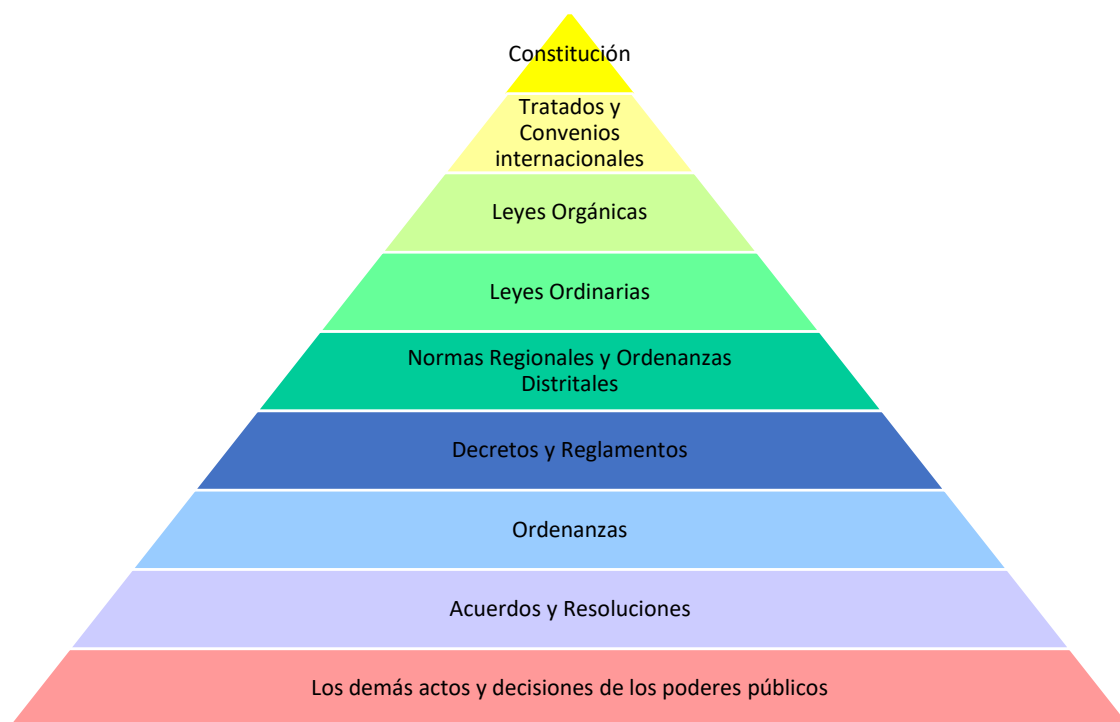 Constitución
Tratados y
Convenios
internacionales
Leyes Orgánicas
Leyes Ordinarias
Normas Regionales y Ordenanzas
Distritales
Decretos y Reglamentos
Ordenanzas
Acuerdos y Resoluciones
Los demás actos y decisiones de los poderes públicos